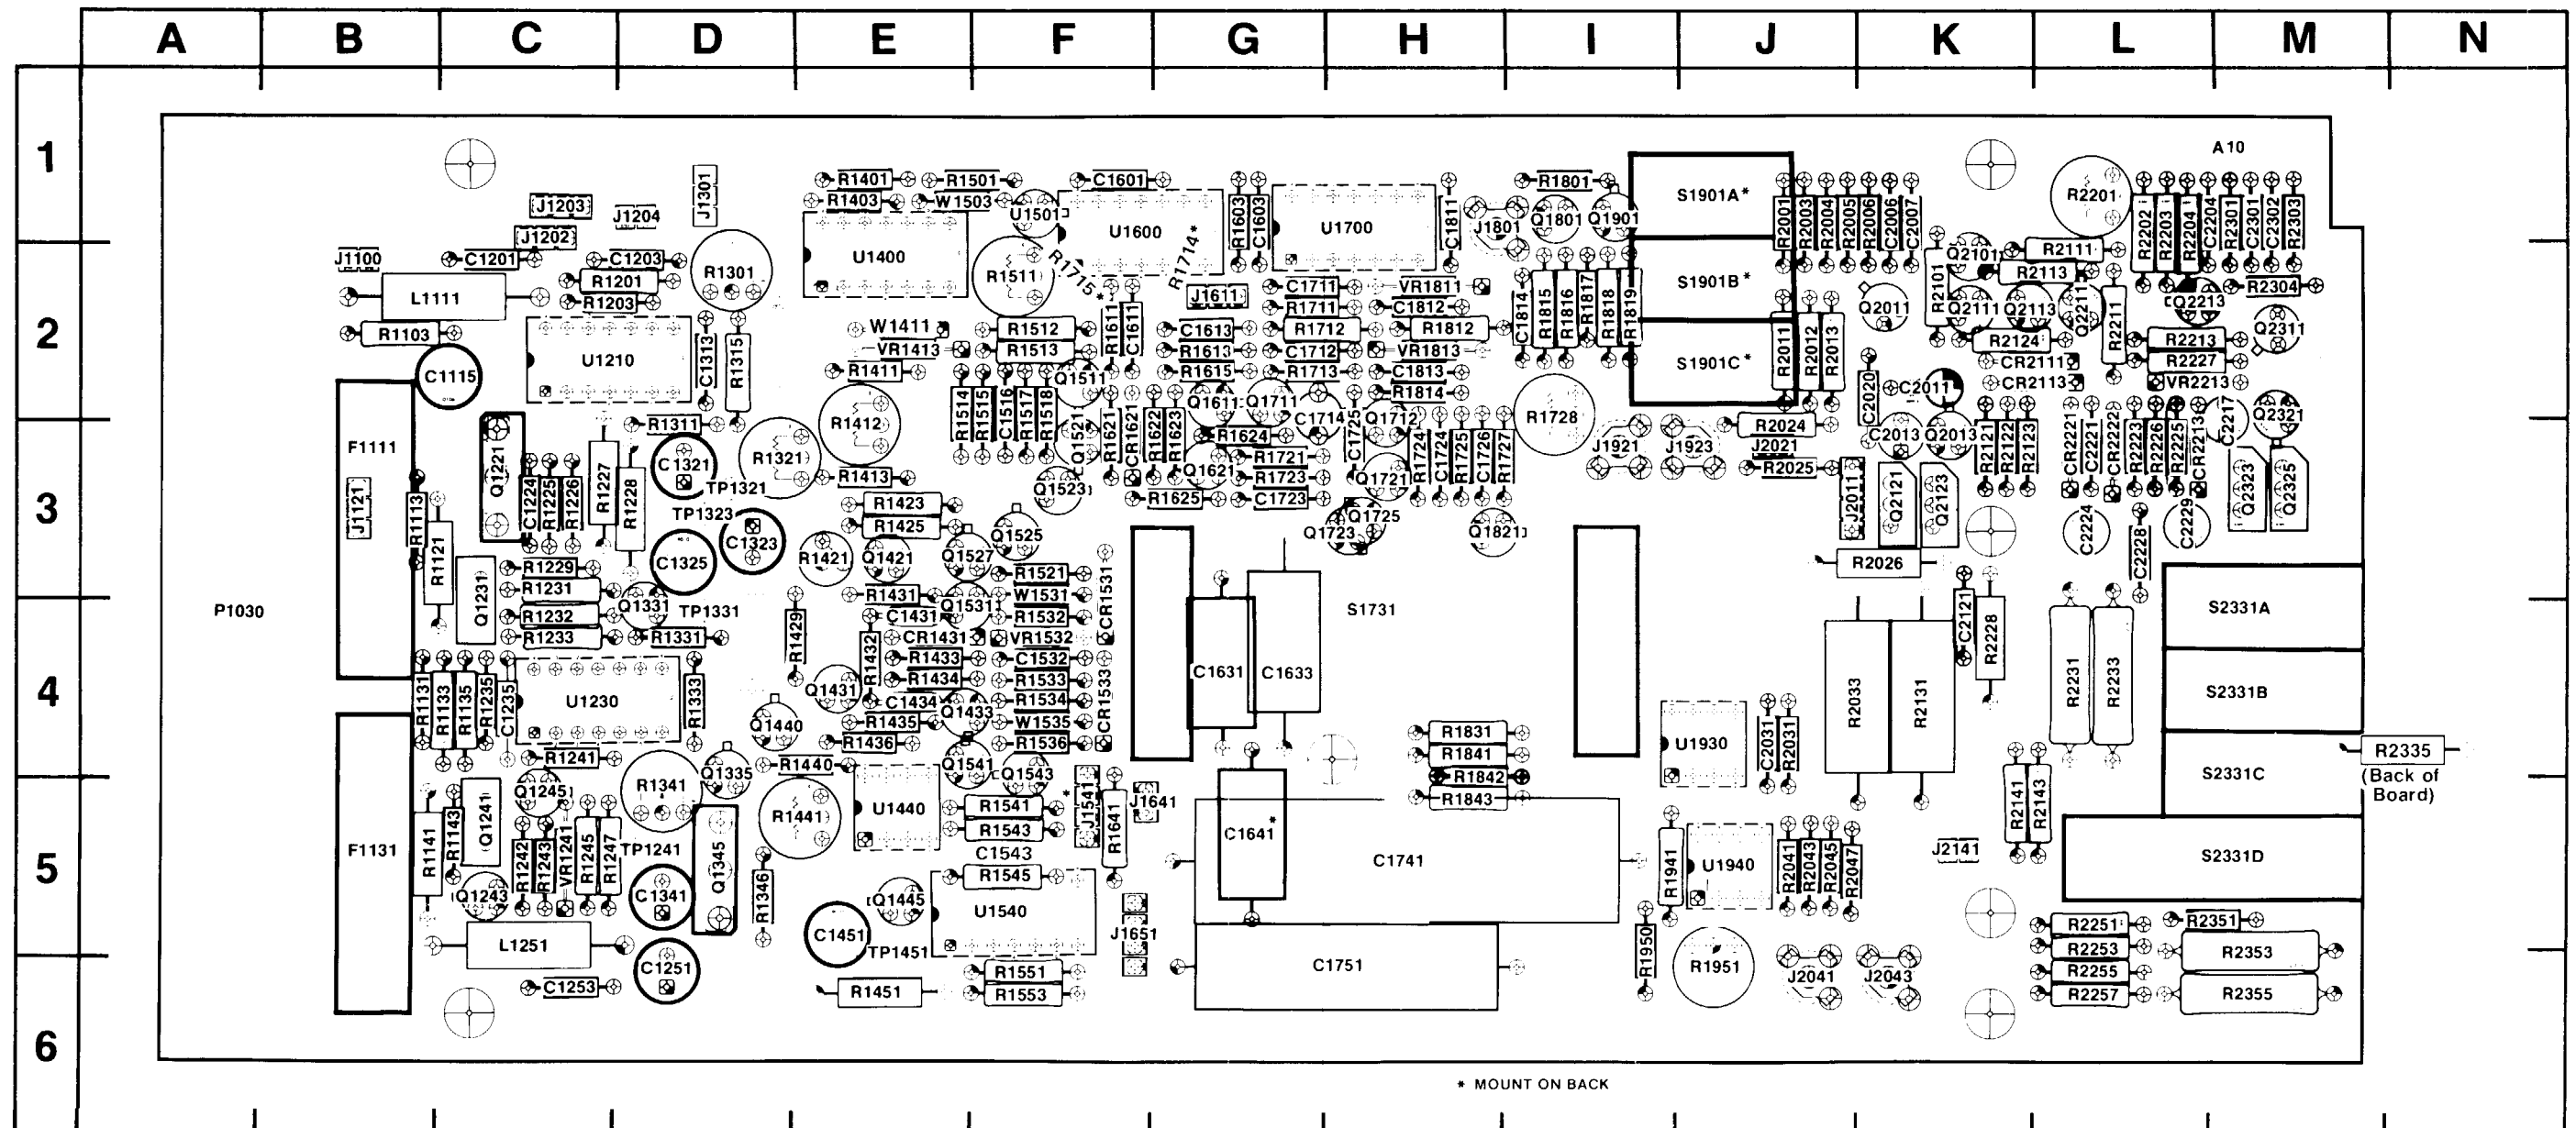 A B C D E F G H I J K L M N
1
A10
J1203 J1204 J1301 R1401 R1501 C1601 R1801 S1901A*
R1403 W1503 U1501 U1600 R1603 C1603 U1700 C1811 J1801 Q1801 Q1901
R2001 R2003 R2004 R2005 R2006 C2006 C2007 R2201 R2202 R2203 R2204 C2204 R2301 C2301 C2302 R2303
J1202 J1100 C1201 C1203 R1301 U1400 R1511 R1715* R1714* S1901B* R2101 Q2101 R2111 R2113
2
L1111 R1201 R1203 J1611 C1711 VR1811 R1711 C1812 C1814 R1815 R1816 R1817 R1818 R1819 Q2011 Q2111 Q2113 Q2211 R2211 Q2213 R2304
R1103 U1210 C1313 R1315 W1411 R1512 R1611 C1611 C1613 R1712 R1812 S1901C* R2011 R2012 R2013 R2124 R2213 Q2311
VR1413 R1513 R1613 C1712 VR1813 CR2111 R2227
C1115 R1411 Q1511 R1615 R1713 C1813 C2020 C2011 CR2113 VR2213
R1514 R1515 C1516 R1517 R1518 R1621 CR1621 R1622 R1623 Q1611 Q1711 C1714 C1725 Q1712 R1814 R1728 C2217 Q2321
F1111 Q1221 R1311 R1412 Q1521 R1624 R1724 C1724 R1725 C1726 R1727 J1921 J1923 R2024 J2021 C2013 Q2013 R2121 R2122 R2123 CR2221 C2221 CR2222 R2223 R2226 R2225 CR2213
3
R1227 R1228 C1321 R1321 TP1321 R1413 Q1523 Q1621 R1721 R1723 Q1721 R2025
J1121 R1113 C1224 R1225 R1226 R1423 R1625 C1723 J2011 Q2121 Q2123 Q2323 Q2325
R1121 TP1323 C1323 R1425 Q1525 Q1723 Q1725 Q1821 C2224 C2228 C2229
Q1231 R1229 C1325 R1421 Q1421 Q1527 R1521 CR1531 R2026
R1231 R1431 W1531 C2121 R2228
P1030 R1232 Q1331 TP1331 R1429 C1431 Q1531 R1532 S1731 S2331A
R1233 R1331 R1432 CR1431 VR1532
4
R1131 R1133 R1135 R1235 C1235 U1230 R1333 R1433 C1532 CR1533 C1631 C1633 R2033 R2131 R2231 R2233 S2331B
Q1431 R1434 R1533
C1434 R1534
Q1440 R1435 Q1433 W1535 R1831 U1930 C2031 R2031
R1241 R1436 R1536 R1841 R2335
Q1335 R1440 Q1541 Q1543 R1842 S2331C (Back of
Board)
R1341 R1843
5
F1131 R1141 R1143 Q1241 Q1245 R1441 U1440 R1541 * J1541 R1641 J1641 C1641* R2141 R2143
R1242 R1243 VR1241 R1245 R1247 TP1241 Q1345 R1543 C1543 C1741 R1941 U1940 R2041 R2043 R2045 R2047 J2141 S2331D
Q1243 C1341 R1346 Q1445 R1545 U1540
L1251 C1451 TP1451 J1651 R1950 R2251 R2351
C1251 R1551 C1751 R1951 J2041 J2043 R2253 R2353
C1253 R1451 R1553 R2255
R2257 R2355
6
* MOUNT ON BACK